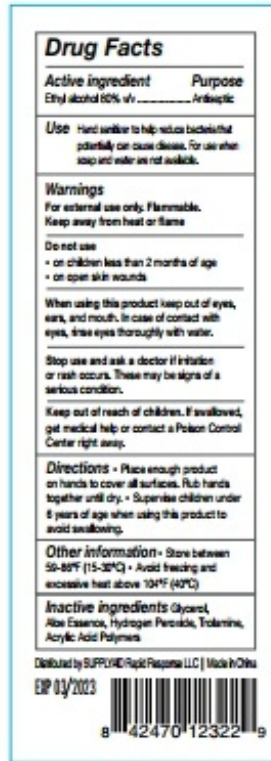 Drug Facts
Active ingredient Purpose
Ethyl alcohol 80% v/v ................ Antiseptic
Use Hand sanitizer to help reduce bacteria that
potentially can cause disease. For use when
soap and water are not available.
Warnings
For external use only. Flammable.
Keep away from heat or flame
Do not use
• on children less than 2 months of age
• on open skin wounds
When using this product keep out of eyes,
ears, and mouth. In case of contact with
eyes, rinse eyes thoroughly with water.
Stop use and ask a doctor if irritation
or rash occurs. These may be signs of a
serious condition.
Keep out of reach of children. If swallowed,
get medical help or contact a Poison Control
Center right away.
Directions • Place enough product
on hands to cover all surfaces. Rub hands
together until dry. • Supervise children under
6 years of age when using this product to
avoid swallowing.
Other information • Store between
59-86°F (15-30°C) • Avoid freezing and
excessive heat above 104°F (40°C)
Inactive ingredients Glycerol,
Aloe Essence, Hydrogen Peroxide, Trolamine,
Acrylic Acid Polymers
Distributed by SUPPLYAID Rapid Response LLC | Made in China
EXP 03/2023
8 42470 12322 9